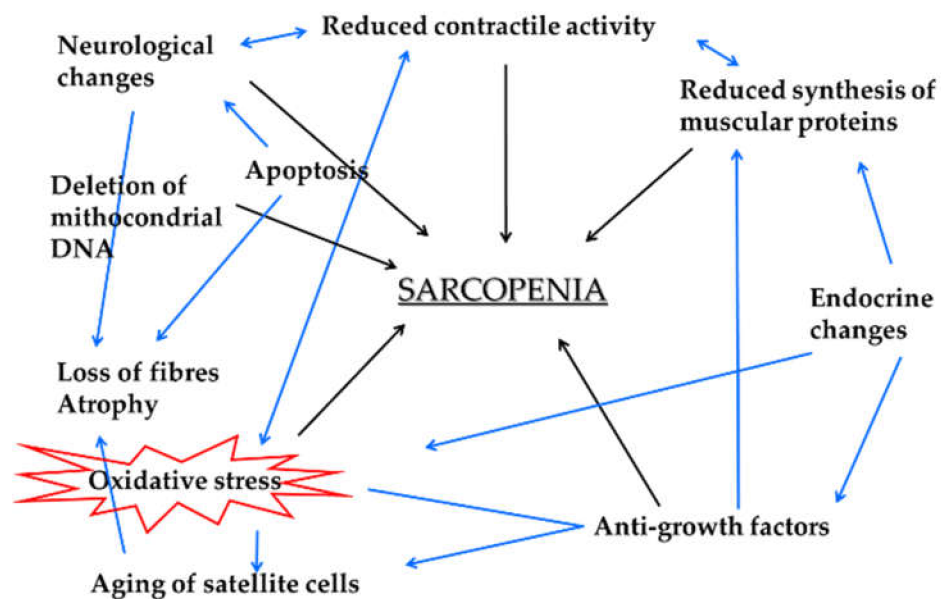 Reduced contractile activity
Neurological
changes
Reduced synthesis of
muscular proteins
Apoptosis
Deletion of
mithocondrial
DNA
SARCOPENIA
Endocrine
changes
Loss of fibres
Atrophy
Oxidative stress
Anti-growth factors
Aging of satellite cells